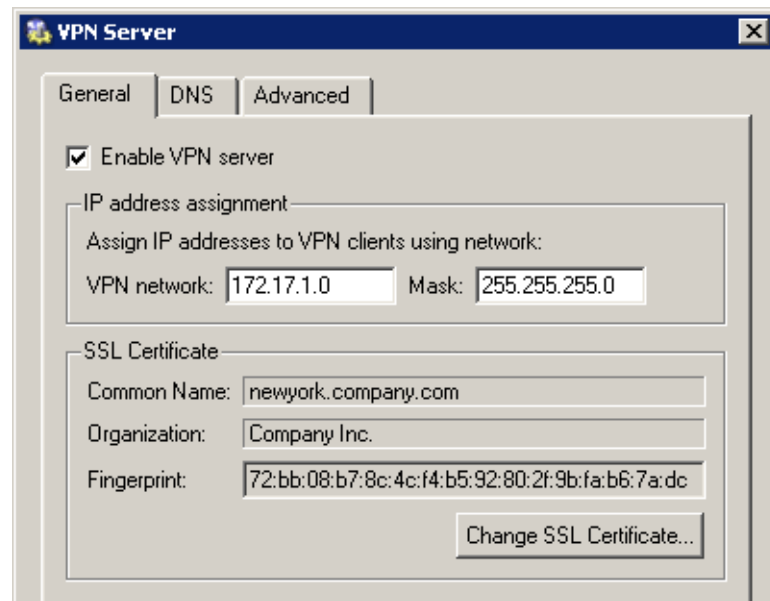 VPN Server
General DNS Advanced
Enable VPN server
IP address assignment
Assign IP addresses to VPN clients using network:
VPN network: 172.17.1.0 Mask: 255.255.255.0
SSL Certificate
Common Name: newyork.company.com
Organization: Company Inc.
Fingerprint: 72:bb:08:b7:8c:4c:f4:b5:92:80:2f:9b:fa:b6:7a:dc
Change SSL Certificate...